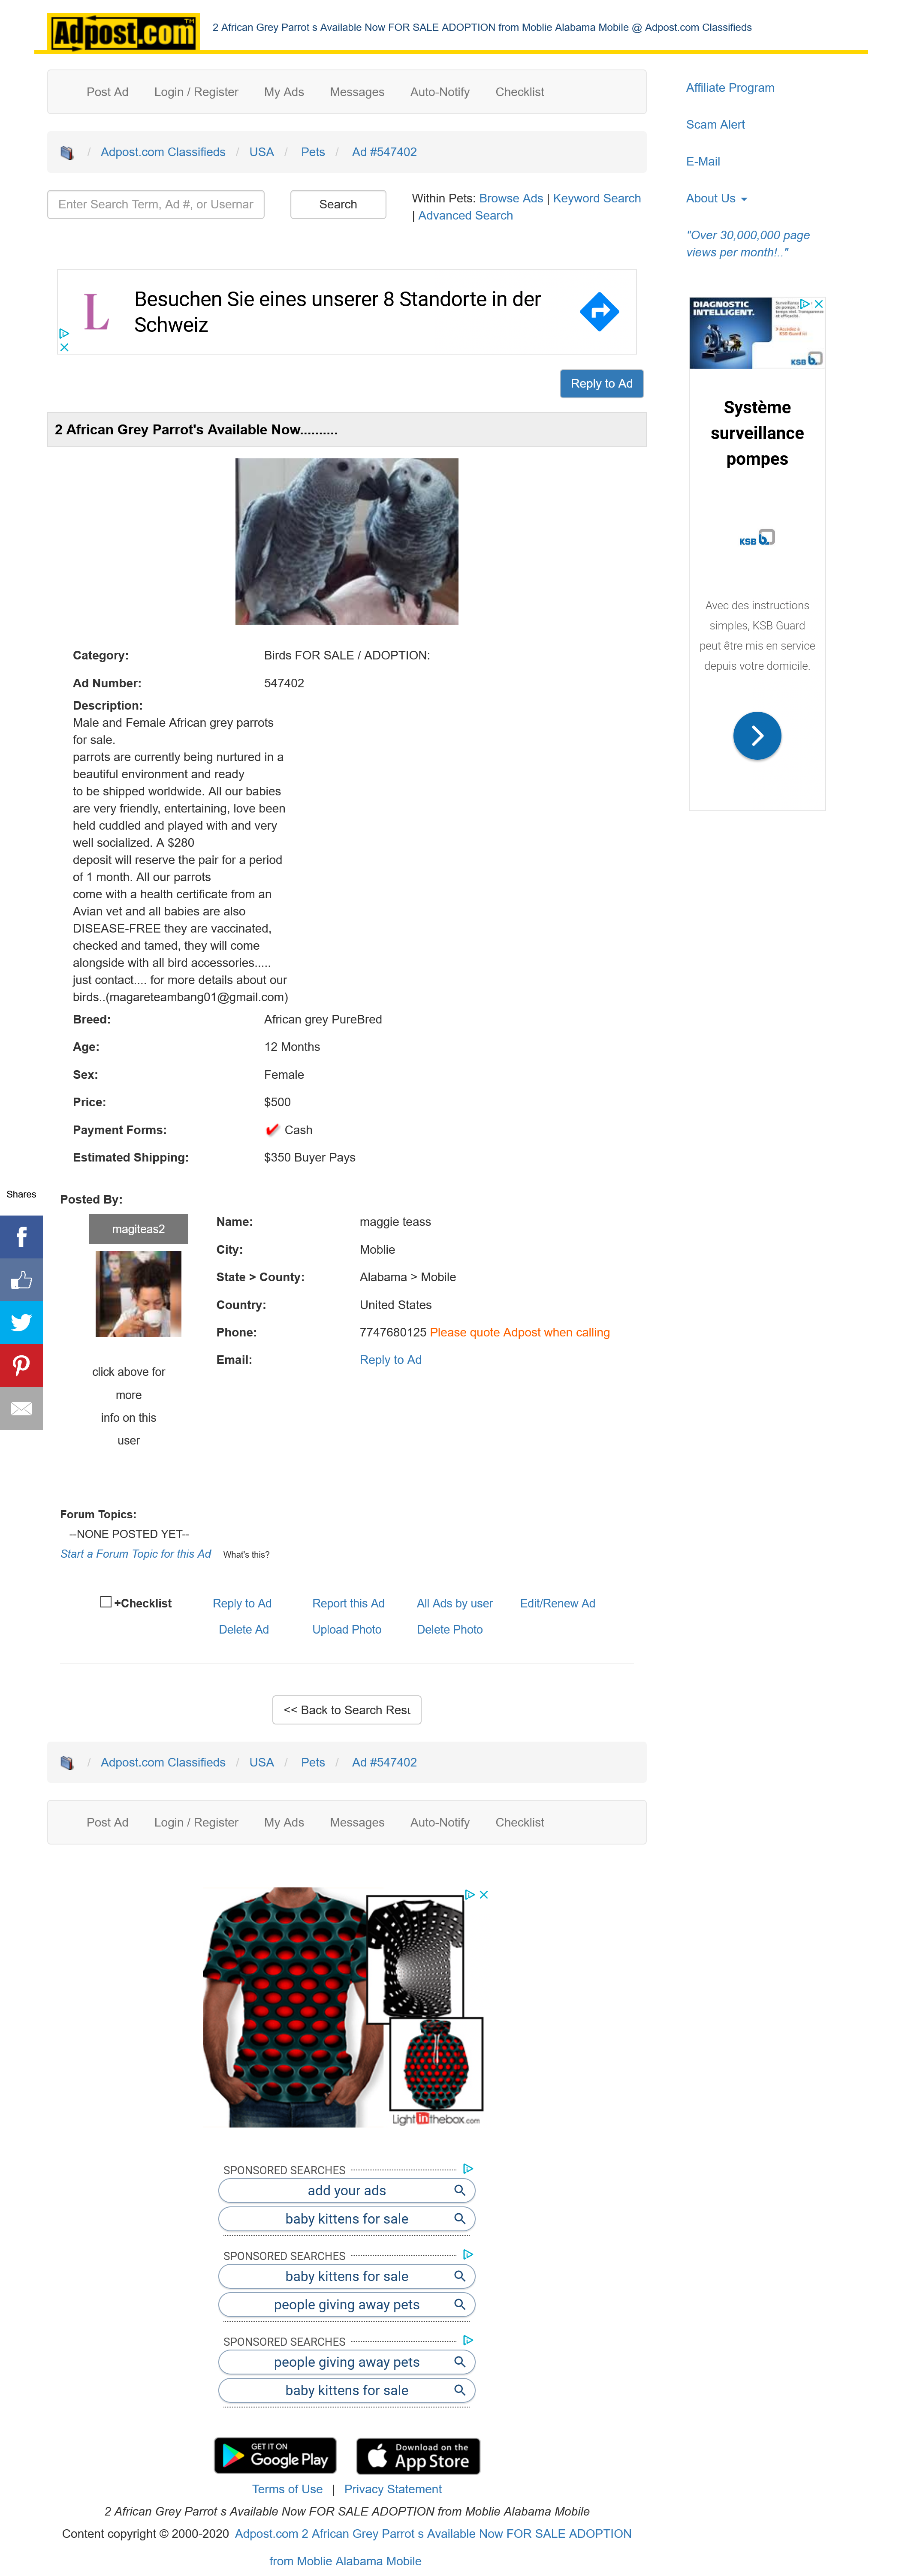 Adpost.com™
2 African Grey Parrot s Available Now FOR SALE ADOPTION from Moblie Alabama Mobile @ Adpost.com Classifieds
Post Ad Login / Register My Ads Messages Auto-Notify Checklist
/ Adpost.com Classifieds / USA / Pets / Ad #547402
Enter Search Term, Ad #, or Usernar Search
Within Pets: Browse Ads | Keyword Search
| Advanced Search
Affiliate Program
Scam Alert
E-Mail
About Us
"Over 30,000,000 page
views per month!.."
L
Besuchen Sie eines unserer 8 Standorte in der
Schweiz
Reply to Ad
DIAGNOSTIC
INTELLIGENT.
KSB
Système
surveillance
pompes
KSB
Avec des instructions
simples, KSB Guard
peut être mis en service
depuis votre domicile.
2 African Grey Parrot's Available Now..........
Category: Birds FOR SALE / ADOPTION:
Ad Number: 547402
Description:
Male and Female African grey parrots
for sale.
parrots are currently being nurtured in a
beautiful environment and ready
to be shipped worldwide. All our babies
are very friendly, entertaining, love been
held cuddled and played with and very
well socialized. A $280
deposit will reserve the pair for a period
of 1 month. All our parrots
come with a health certificate from an
Avian vet and all babies are also
DISEASE-FREE they are vaccinated,
checked and tamed, they will come
alongside with all bird accessories.....
just contact.... for more details about our
birds..(magareteambang01@gmail.com)
Breed: African grey PureBred
Age: 12 Months
Sex: Female
Price: $500
Payment Forms: Cash
Estimated Shipping: $350 Buyer Pays
Shares
Posted By:
magiteas2
click above for
more
info on this
user
Name: maggie teass
City: Moblie
State > County: Alabama > Mobile
Country: United States
Phone: 7747680125 Please quote Adpost when calling
Email: Reply to Ad
Forum Topics:
--NONE POSTED YET--
Start a Forum Topic for this Ad What's this?
+Checklist Reply to Ad Report this Ad All Ads by user Edit/Renew Ad
Delete Ad Upload Photo Delete Photo
<< Back to Search Resu
/ Adpost.com Classifieds / USA / Pets / Ad #547402
Post Ad Login / Register My Ads Messages Auto-Notify Checklist
Lightinthebox.com
SPONSORED SEARCHES
add your ads
baby kittens for sale
SPONSORED SEARCHES
baby kittens for sale
people giving away pets
SPONSORED SEARCHES
people giving away pets
baby kittens for sale
GET IT ON
Google Play
Download on the
App Store
Terms of Use | Privacy Statement
2 African Grey Parrot s Available Now FOR SALE ADOPTION from Moblie Alabama Mobile
Content copyright © 2000-2020 Adpost.com 2 African Grey Parrot s Available Now FOR SALE ADOPTION
from Moblie Alabama Mobile